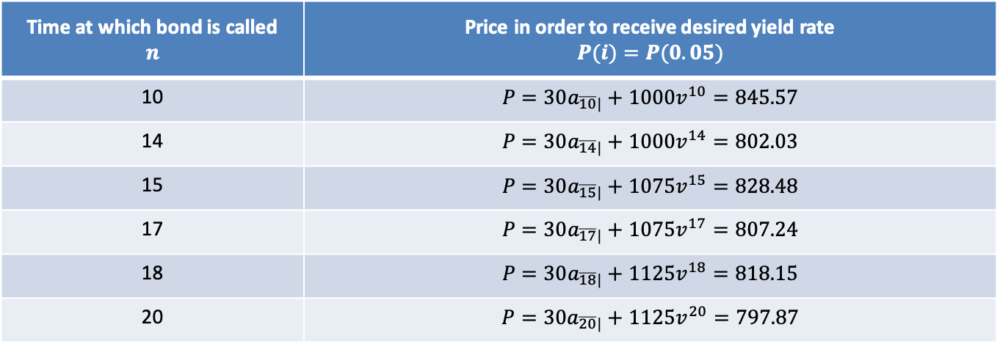 Time at which bond is called Price in order to receive desired yield rate
n P(i) = P(0.05)
10 P = 30a_{\overline{10}|} + 1000v^{10} = 845.57
14 P = 30a_{\overline{14}|} + 1000v^{14} = 802.03
15 P = 30a_{\overline{15}|} + 1075v^{15} = 828.48
17 P = 30a_{\overline{17}|} + 1075v^{17} = 807.24
18 P = 30a_{\overline{18}|} + 1125v^{18} = 818.15
20 P = 30a_{\overline{20}|} + 1125v^{20} = 797.87